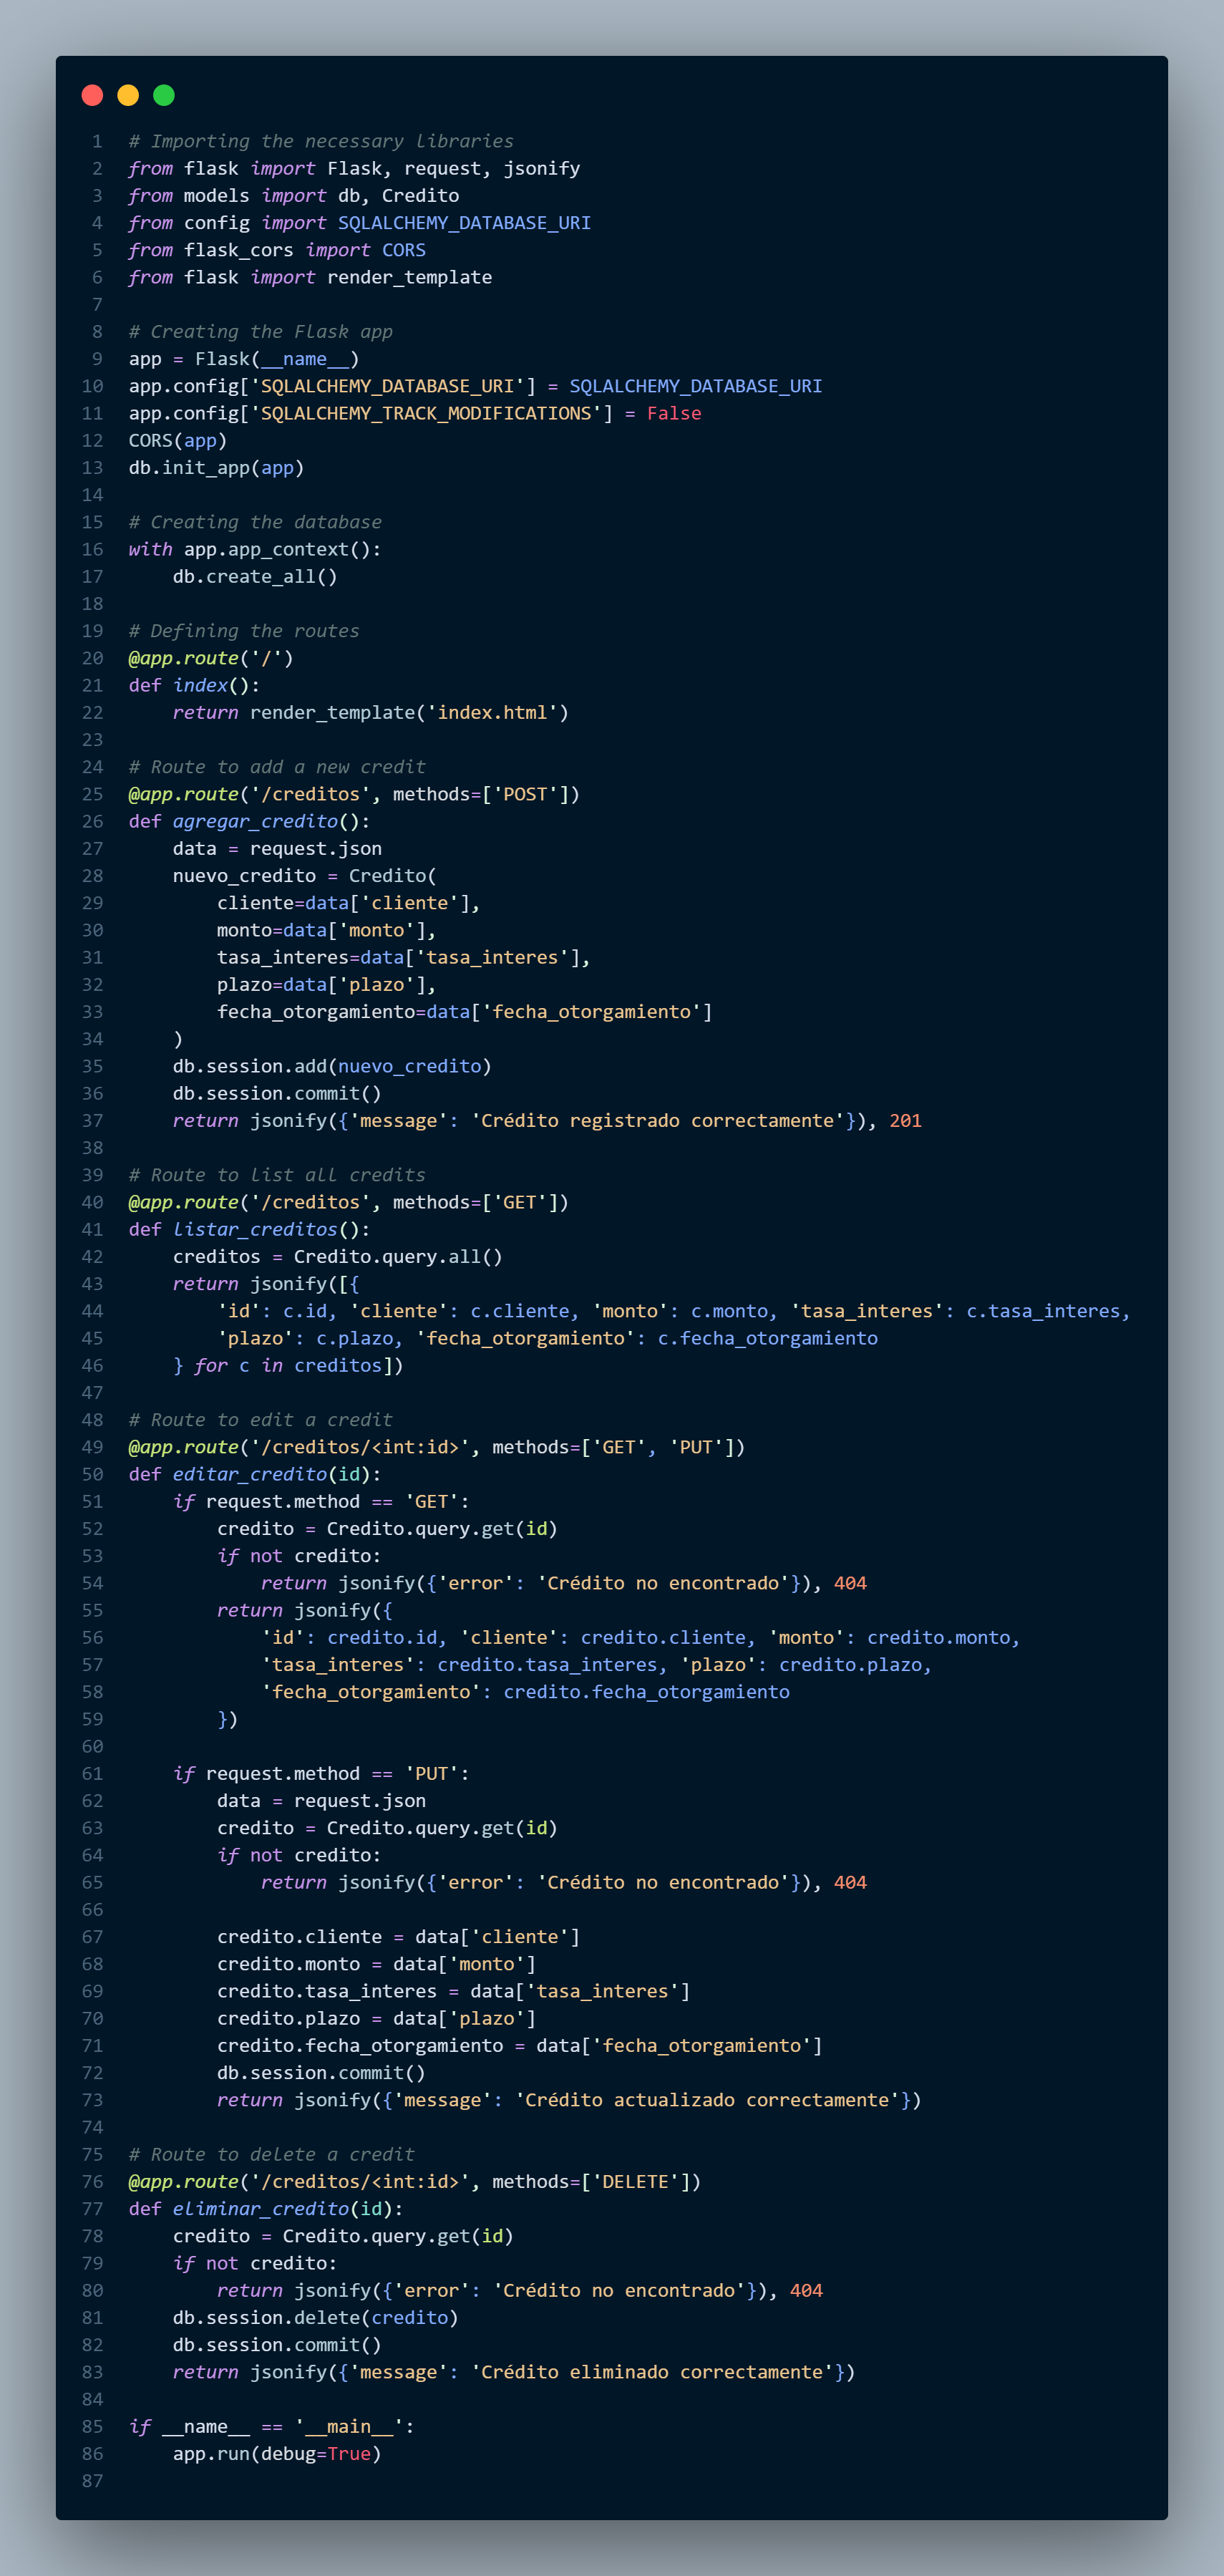 1 # Importing the necessary libraries
2 from flask import Flask, request, jsonify
3 from models import db, Credito
4 from config import SQLALCHEMY_DATABASE_URI
5 from flask_cors import CORS
6 from flask import render_template
7
8 # Creating the Flask app
9 app = Flask(__name__)
10 app.config['SQLALCHEMY_DATABASE_URI'] = SQLALCHEMY_DATABASE_URI
11 app.config['SQLALCHEMY_TRACK_MODIFICATIONS'] = False
12 CORS(app)
13 db.init_app(app)
14
15 # Creating the database
16 with app.app_context():
17     db.create_all()
18
19 # Defining the routes
20 @app.route('/')
21 def index():
22     return render_template('index.html')
23
24 # Route to add a new credit
25 @app.route('/creditos', methods=['POST'])
26 def agregar_credito():
27     data = request.json
28     nuevo_credito = Credito(
29         cliente=data['cliente'],
30         monto=data['monto'],
31         tasa_interes=data['tasa_interes'],
32         plazo=data['plazo'],
33         fecha_otorgamiento=data['fecha_otorgamiento']
34     )
35     db.session.add(nuevo_credito)
36     db.session.commit()
37     return jsonify({'message': 'Crédito registrado correctamente'}), 201
38
39 # Route to list all credits
40 @app.route('/creditos', methods=['GET'])
41 def listar_creditos():
42     creditos = Credito.query.all()
43     return jsonify([{
44         'id': c.id, 'cliente': c.cliente, 'monto': c.monto, 'tasa_interes': c.tasa_interes,
45         'plazo': c.plazo, 'fecha_otorgamiento': c.fecha_otorgamiento
46     } for c in creditos])
47
48 # Route to edit a credit
49 @app.route('/creditos/<int:id>', methods=['GET', 'PUT'])
50 def editar_credito(id):
51     if request.method == 'GET':
52         credito = Credito.query.get(id)
53         if not credito:
54             return jsonify({'error': 'Crédito no encontrado'}), 404
55         return jsonify({
56             'id': credito.id, 'cliente': credito.cliente, 'monto': credito.monto,
57             'tasa_interes': credito.tasa_interes, 'plazo': credito.plazo,
58             'fecha_otorgamiento': credito.fecha_otorgamiento
59         })
60
61     if request.method == 'PUT':
62         data = request.json
63         credito = Credito.query.get(id)
64         if not credito:
65             return jsonify({'error': 'Crédito no encontrado'}), 404
66
67         credito.cliente = data['cliente']
68         credito.monto = data['monto']
69         credito.tasa_interes = data['tasa_interes']
70         credito.plazo = data['plazo']
71         credito.fecha_otorgamiento = data['fecha_otorgamiento']
72         db.session.commit()
73         return jsonify({'message': 'Crédito actualizado correctamente'})
74
75 # Route to delete a credit
76 @app.route('/creditos/<int:id>', methods=['DELETE'])
77 def eliminar_credito(id):
78     credito = Credito.query.get(id)
79     if not credito:
80         return jsonify({'error': 'Crédito no encontrado'}), 404
81     db.session.delete(credito)
82     db.session.commit()
83     return jsonify({'message': 'Crédito eliminado correctamente'})
84
85 if __name__ == '__main__':
86     app.run(debug=True)
87